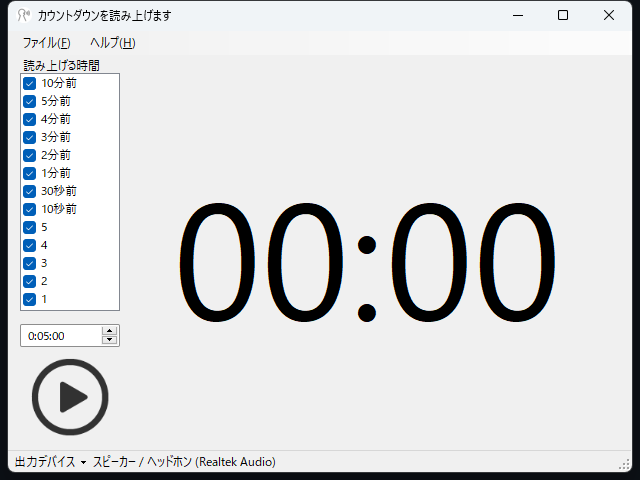 カウントダウンを読み上げます
ファイル(F) ヘルプ(H)
読み上げる時間
10分前
5分前
4分前
3分前
2分前
1分前
30秒前
10秒前
5
4
3
2
1
0:05:00
00:00
出力デバイス スピーカー / ヘッドホン (Realtek Audio)